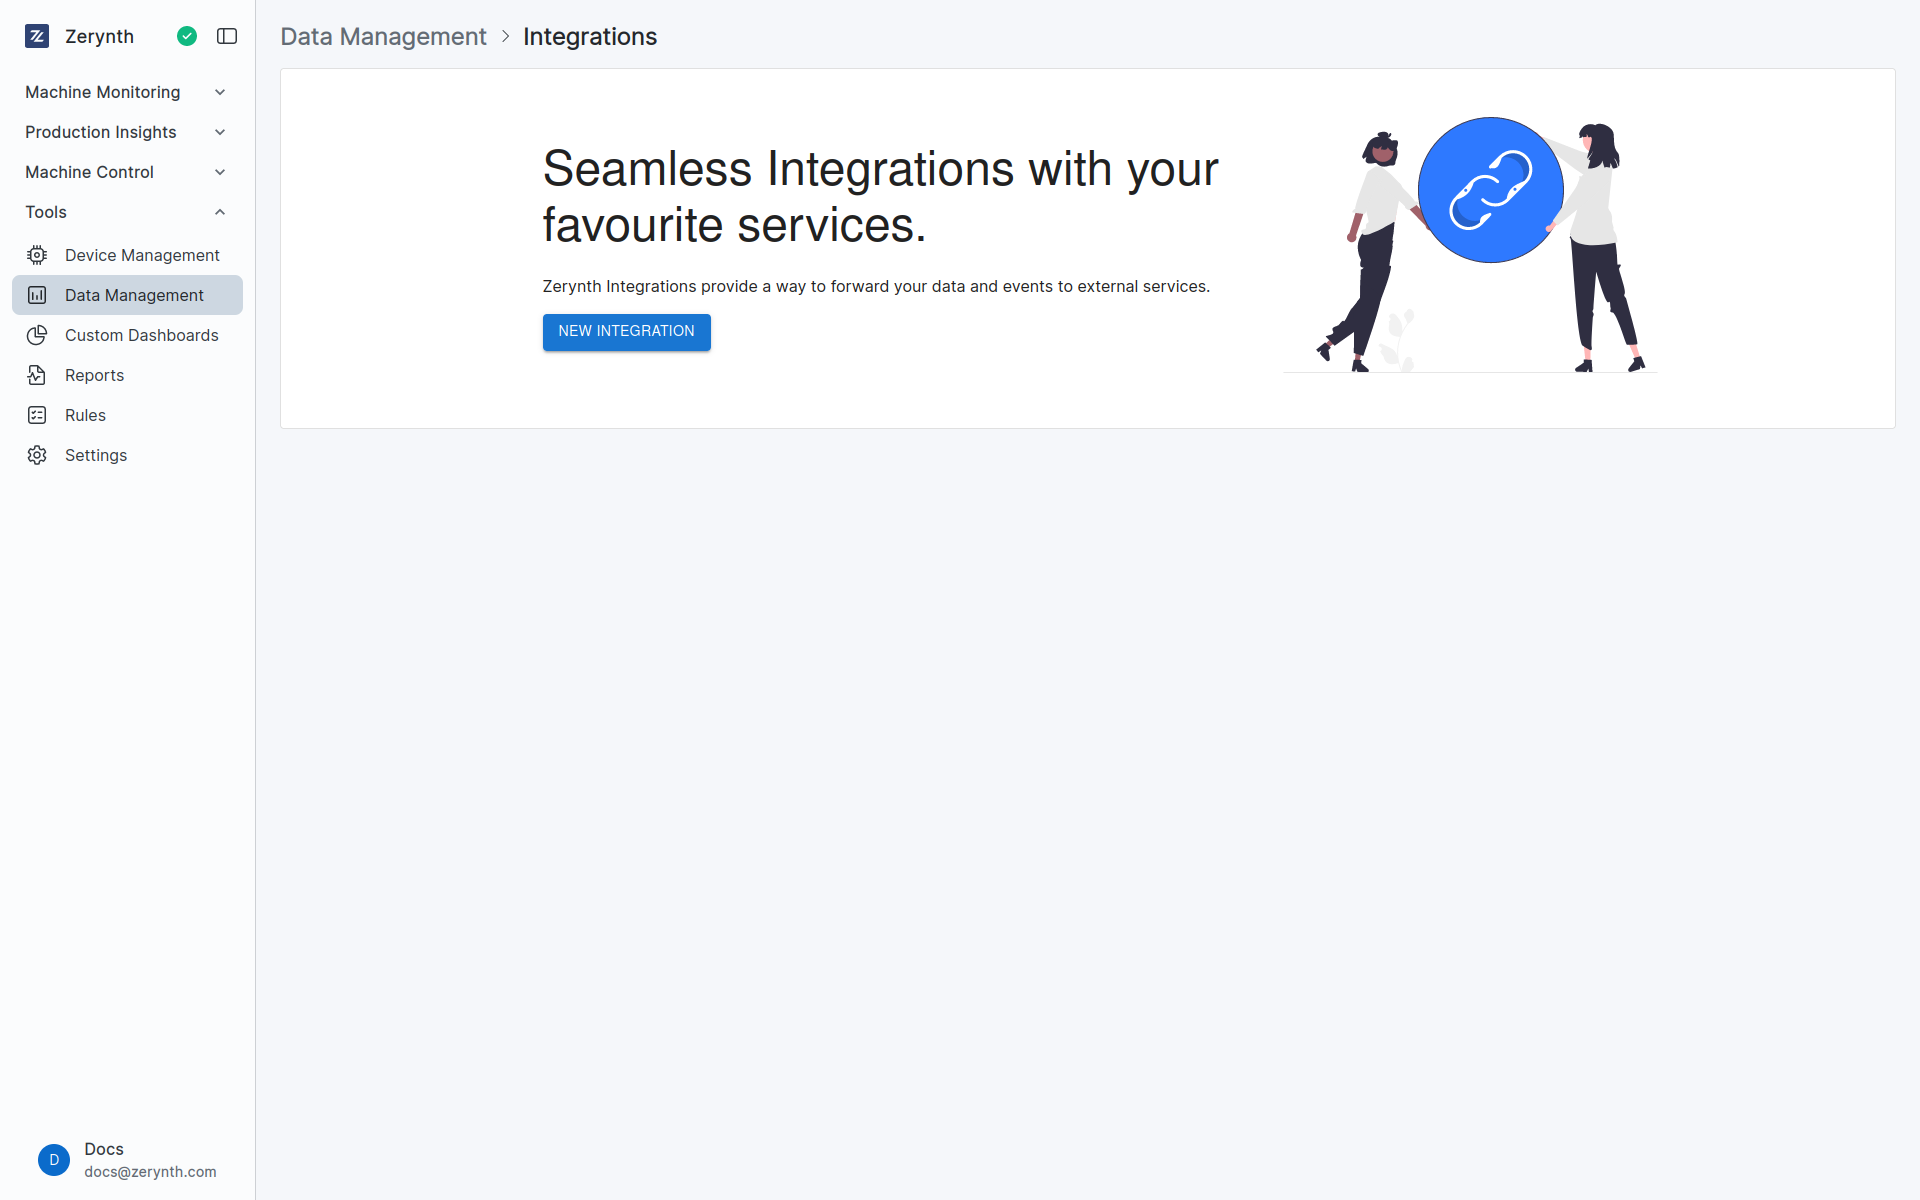 Zerynth
Machine Monitoring
Production Insights
Machine Control
Tools
Device Management
Data Management
Custom Dashboards
Reports
Rules
Settings
Docs
D
docs@zerynth.com
Data Management > Integrations
Seamless Integrations with your
favourite services.
Zerynth Integrations provide a way to forward your data and events to external services.
NEW INTEGRATION